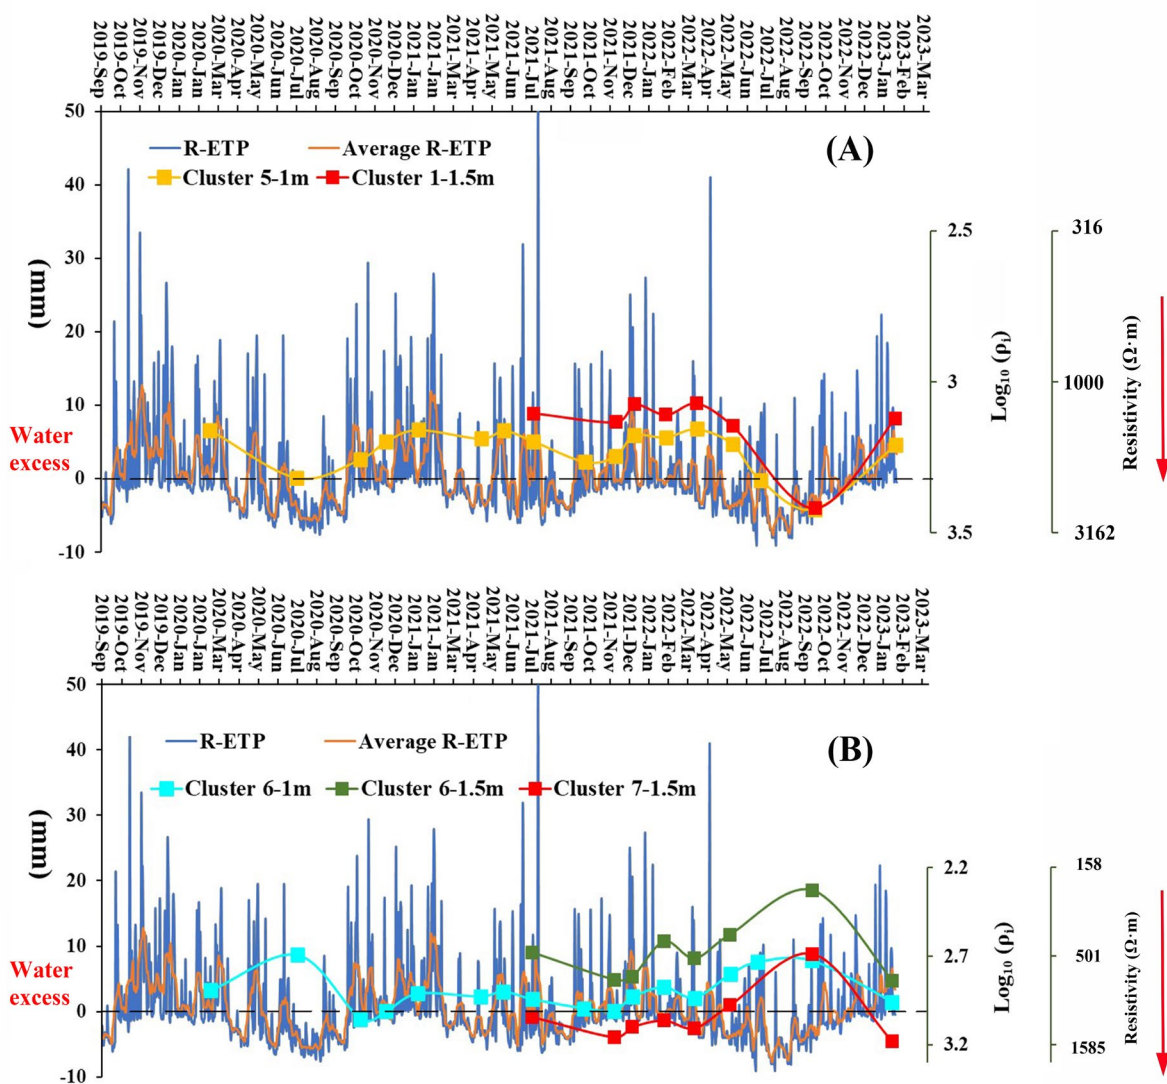 2019-Sep
2019-Oct
2019-Nov
2019-Dec
2020-Jan
2020-Jan
2020-Mar
2020-Apr
2020-May
2020-Jun
2020-Jul
2020-Aug
2020-Sep
2020-Oct
2020-Nov
2020-Dec
2021-Jan
2021-Jan
2021-Mar
2021-Apr
2021-May
2021-Jun
2021-Jul
2021-Aug
2021-Sep
2021-Oct
2021-Nov
2021-Dec
2022-Jan
2022-Feb
2022-Mar
2022-Apr
2022-May
2022-Jun
2022-Jul
2022-Aug
2022-Sep
2022-Oct
2022-Nov
2022-Dec
2023-Jan
2023-Feb
2023-Mar
50
40
30
20
10
0
-10
(mm)
Water
excess
R-ETP
Average R-ETP
Cluster 5-1m
Cluster 1-1.5m
(A)
2.5
3
3.5
Log₁₀ (ρᵢ)
316
1000
3162
Resistivity (Ω·m)
2019-Sep
2019-Oct
2019-Nov
2019-Dec
2020-Jan
2020-Jan
2020-Mar
2020-Apr
2020-May
2020-Jun
2020-Jul
2020-Aug
2020-Sep
2020-Oct
2020-Nov
2020-Dec
2021-Jan
2021-Jan
2021-Mar
2021-Apr
2021-May
2021-Jun
2021-Jul
2021-Aug
2021-Sep
2021-Oct
2021-Nov
2021-Dec
2022-Jan
2022-Feb
2022-Mar
2022-Apr
2022-May
2022-Jun
2022-Jul
2022-Aug
2022-Sep
2022-Oct
2022-Nov
2022-Dec
2023-Jan
2023-Feb
2023-Mar
50
40
30
20
10
0
-10
(mm)
Water
excess
R-ETP
Average R-ETP
Cluster 6-1m
Cluster 6-1.5m
Cluster 7-1.5m
(B)
2.2
2.7
3.2
Log₁₀ (ρᵢ)
158
501
1585
Resistivity (Ω·m)